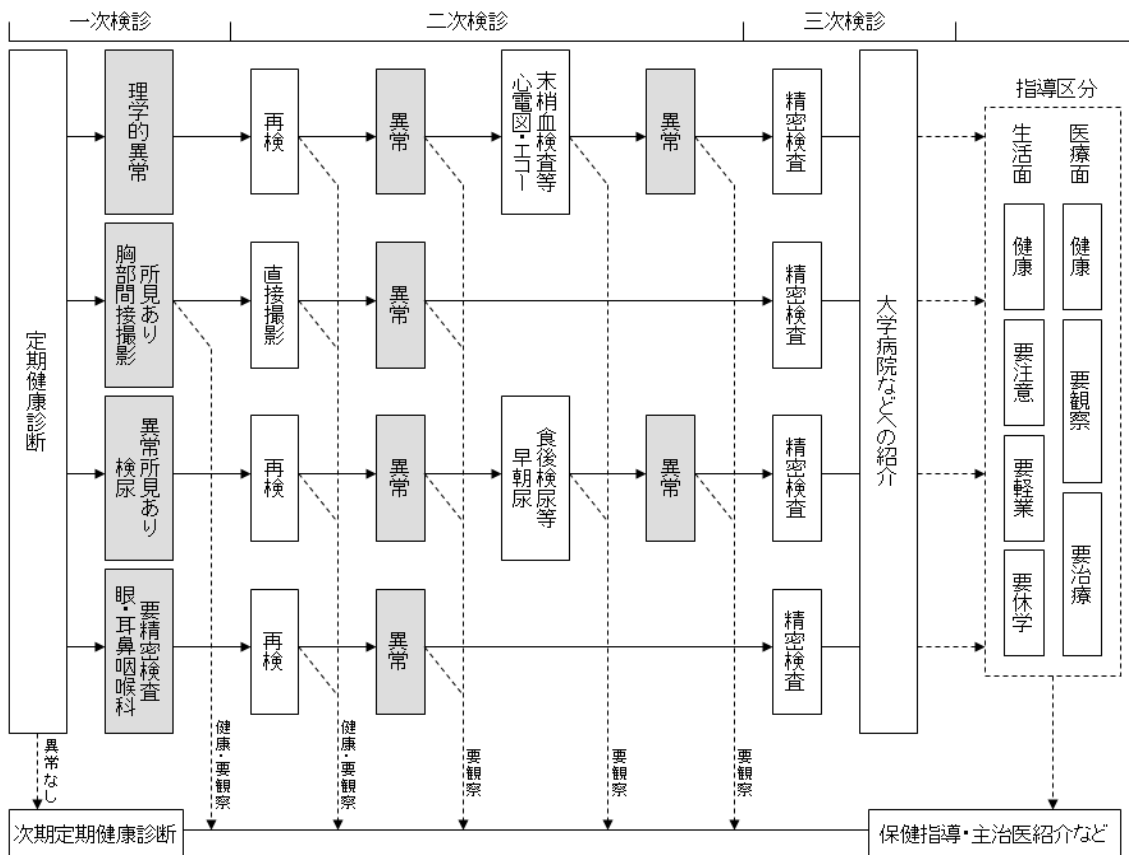 一次検診
二次検診
三次検診
定期健康診断
理学的異常
再検
異常
末梢血検査等
心電図・エコー
異常
精密検査
所見あり
胸部間接撮影
直接撮影
異常
精密検査
異常所見あり
検尿
再検
異常
食後検尿等
早朝尿
異常
精密検査
要精密検査
眼・耳鼻咽喉科
再検
異常
精密検査
大学病院などへの紹介
指導区分
医療面
健康
要観察
要治療
生活面
健康
要注意
要軽業
要休学
異常なし
健康・要観察
健康・要観察
要観察
要観察
要観察
次期定期健康診断
保健指導・主治医紹介など